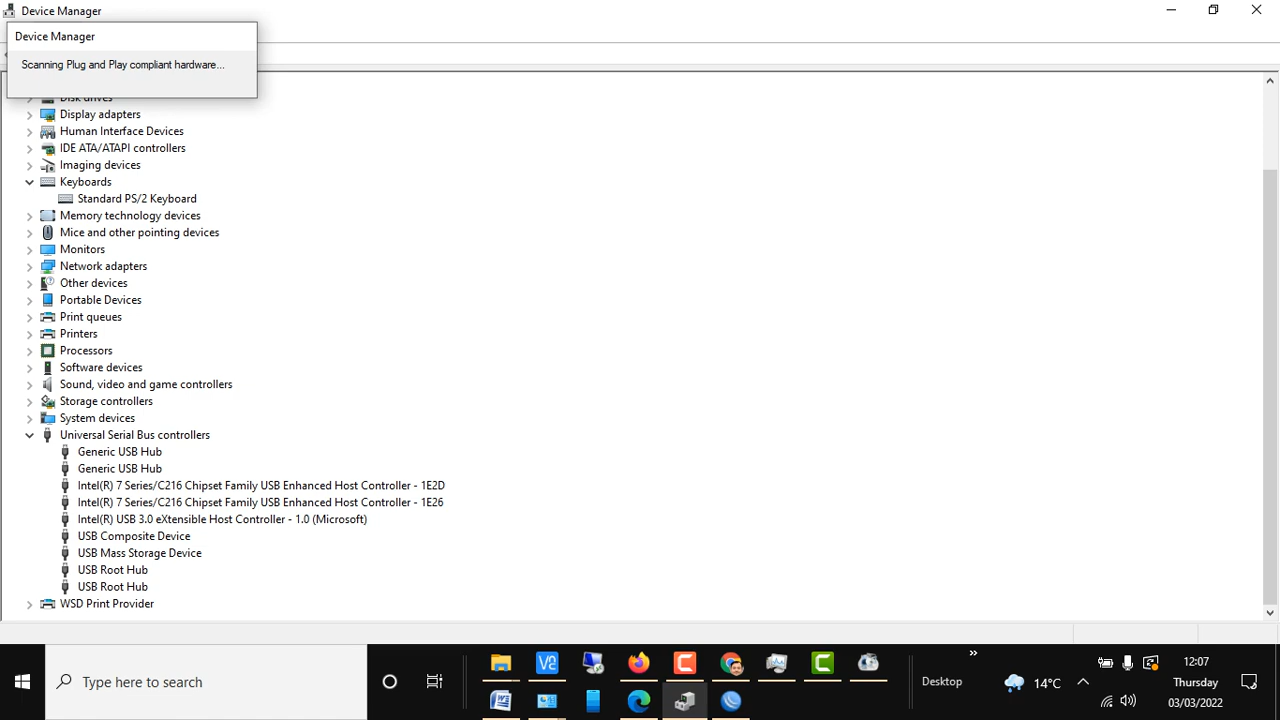 Device Manager
Device Manager
Scanning Plug and Play compliant hardware...
Disk drives
Display adapters
Human Interface Devices
IDE ATA/ATAPI controllers
Imaging devices
Keyboards
Standard PS/2 Keyboard
Memory technology devices
Mice and other pointing devices
Monitors
Network adapters
Other devices
Portable Devices
Print queues
Printers
Processors
Software devices
Sound, video and game controllers
Storage controllers
System devices
Universal Serial Bus controllers
Generic USB Hub
Generic USB Hub
Intel(R) 7 Series/C216 Chipset Family USB Enhanced Host Controller - 1E2D
Intel(R) 7 Series/C216 Chipset Family USB Enhanced Host Controller - 1E26
Intel(R) USB 3.0 eXtensible Host Controller - 1.0 (Microsoft)
USB Composite Device
USB Mass Storage Device
USB Root Hub
USB Root Hub
WSD Print Provider
Type here to search
Desktop
14°C
12:07
Thursday
03/03/2022